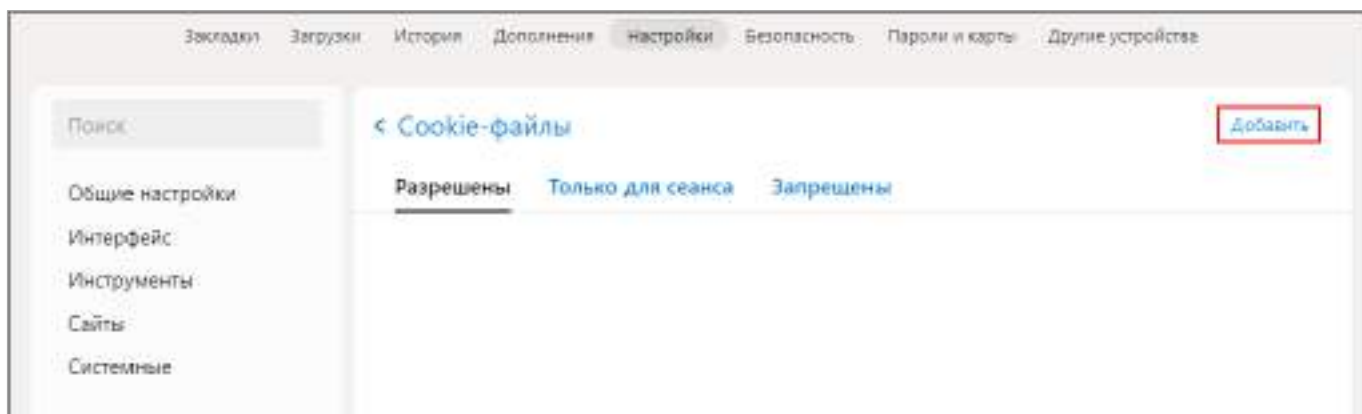 Закладки Загрузки История Дополнения Настройки Безопасность Пароли и карты Другие устройства
Поиск
< Cookie-файлы
Добавить
Разрешены Только для сеанса Запрещены
Общие настройки
Интерфейс
Инструменты
Сайты
Системные